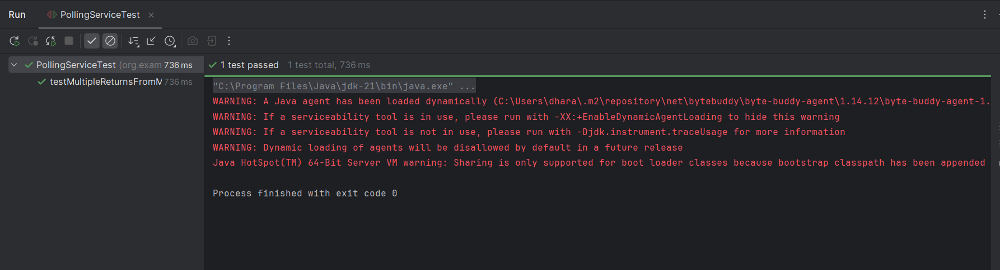 Run
PollingServiceTest
PollingServiceTest (org.exam 736 ms
testMultipleReturnsFromM 736 ms
1 test passed 1 test total, 736 ms
"C:\Program Files\Java\jdk-21\bin\java.exe" ...
WARNING: A Java agent has been loaded dynamically (C:\Users\dhara\.m2\repository\net\bytebuddy\byte-buddy-agent\1.14.12\byte-buddy-agent-1.
WARNING: If a serviceability tool is in use, please run with -XX:+EnableDynamicAgentLoading to hide this warning
WARNING: If a serviceability tool is not in use, please run with -Djdk.instrument.traceUsage for more information
WARNING: Dynamic loading of agents will be disallowed by default in a future release
Java HotSpot(TM) 64-Bit Server VM warning: Sharing is only supported for boot loader classes because bootstrap classpath has been appended
Process finished with exit code 0